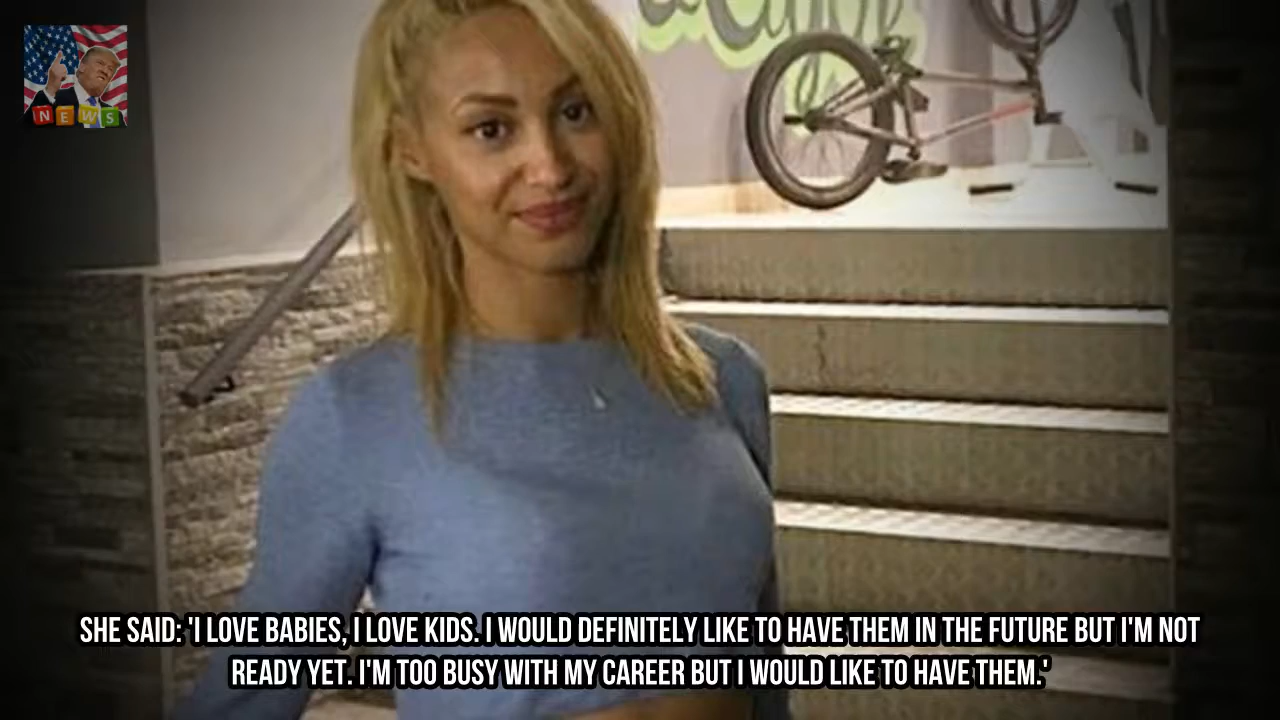 NEWS
SHE SAID: 'I LOVE BABIES, I LOVE KIDS. I WOULD DEFINITELY LIKE TO HAVE THEM IN THE FUTURE BUT I'M NOT
READY YET. I'M TOO BUSY WITH MY CAREER BUT I WOULD LIKE TO HAVE THEM.'